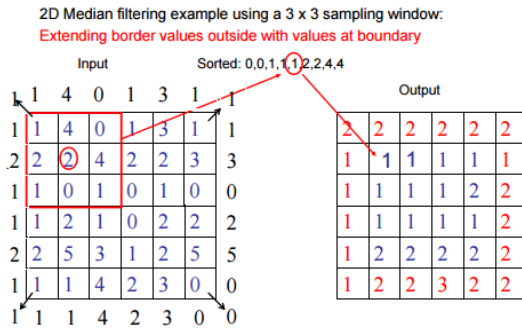 2D Median filtering example using a 3 x 3 sampling window:
Extending border values outside with values at boundary
Input
Sorted: 0,0,1,1,1,2,2,4,4
Output
1 1 4 0 1 3 1 1
1 1 4 0 1 3 1 1
2 2 2 4 2 2 3 3
1 1 0 1 0 1 0 0
1 1 2 1 0 2 2 2
2 2 5 3 1 2 5 5
1 1 1 4 2 3 0 0
1 1 1 4 2 3 0 0
2 2 2 2 2 2
1 1 1 1 1 1
1 1 1 1 2 2
1 1 1 1 1 2
1 2 2 2 2 2
1 2 2 3 2 2